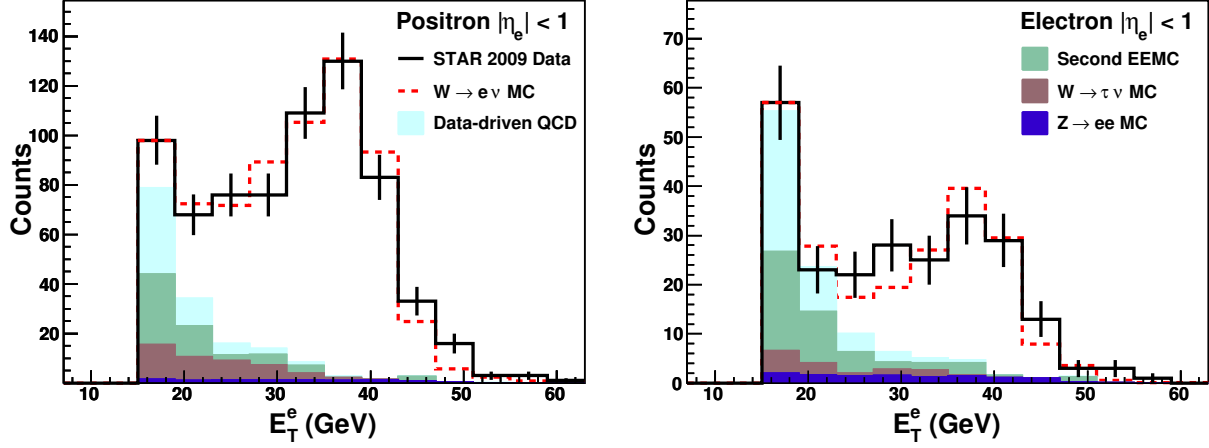 Positron |η_e| < 1
STAR 2009 Data
W → e ν MC
Data-driven QCD
Counts
140
120
100
80
60
40
20
10 20 30 40 50 60
E_T^e (GeV)
Electron |η_e| < 1
Second EEMC
W → τ ν MC
Z → ee MC
Counts
70
60
50
40
30
20
10
0
10 20 30 40 50 60
E_T^e (GeV)